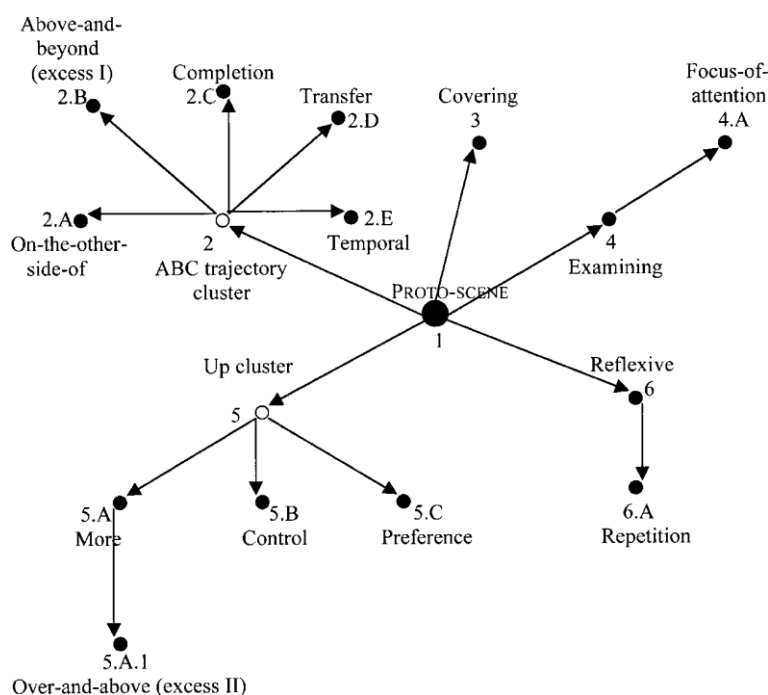 Above-and-
beyond
(excess I)
2.B
Completion
2.C
Transfer
2.D
Covering
3
Focus-of-
attention
4.A
2.A
On-the-other-
side-of
2
ABC trajectory
cluster
2.E
Temporal
4
Examining
PROTO-SCENE
1
Up cluster
5
Reflexive
6
5.A
More
5.B
Control
5.C
Preference
6.A
Repetition
5.A.1
Over-and-above (excess II)